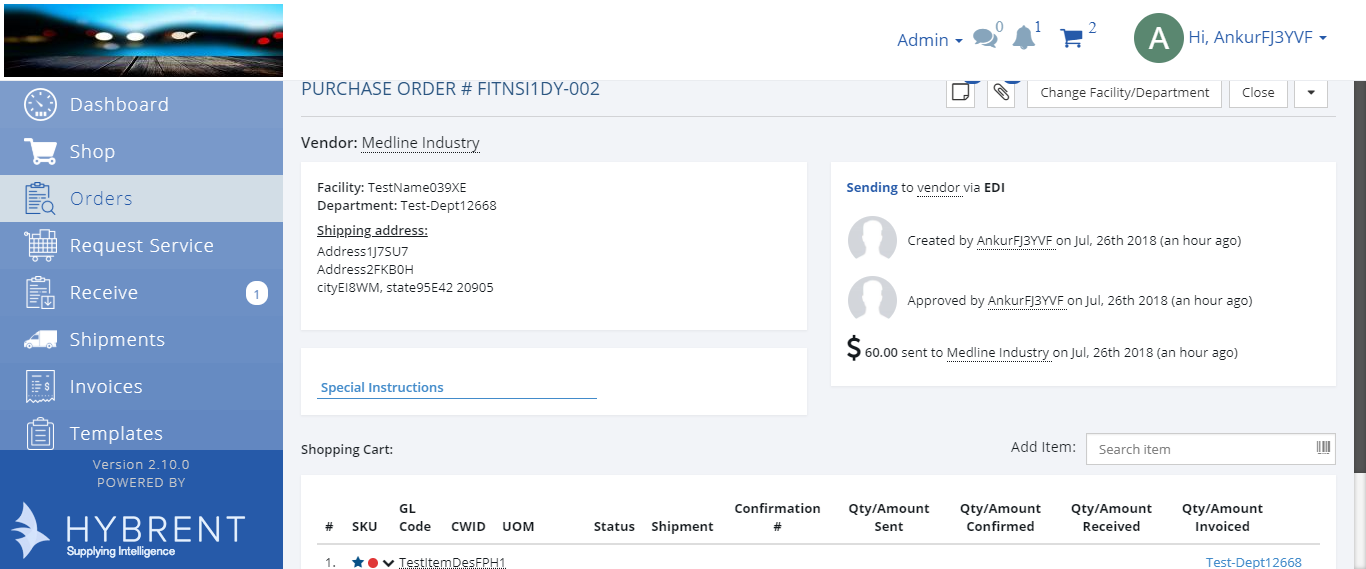 Admin
0
1
2
A
Hi, AnkurFJ3YVF
Dashboard
Shop
Orders
Request Service
Receive
1
Shipments
Invoices
Templates
Version 2.10.0
POWERED BY
HYBRENT
Supplying Intelligence
PURCHASE ORDER # FITNSI1DY-002
Change Facility/Department
Close
Vendor: Medline Industry
Facility: TestName039XE
Department: Test-Dept12668
Shipping address:
Address1J7SU7
Address2FKB0H
cityEI8WM, state95E42 20905
Special Instructions
Sending to vendor via EDI
Created by AnkurFJ3YVF on Jul, 26th 2018 (an hour ago)
Approved by AnkurFJ3YVF on Jul, 26th 2018 (an hour ago)
$ 60.00 sent to Medline Industry on Jul, 26th 2018 (an hour ago)
Shopping Cart:
Add Item:
Search item
# SKU GL Code CWID UOM Status Shipment Confirmation # Qty/Amount Sent Qty/Amount Confirmed Qty/Amount Received Qty/Amount Invoiced
1. TestItemDesFPH1 Test-Dept12668